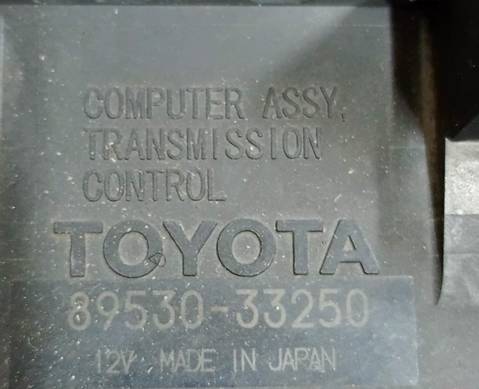 COMPUTER ASSY,
TRANSMISSION
CONTROL
TOYOTA
89530-33250
12V MADE IN JAPAN